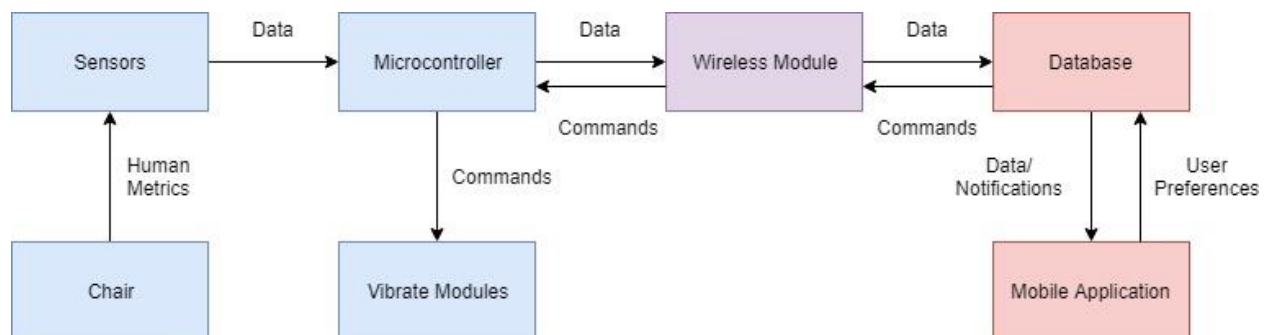 Data
Data
Data
Sensors
Microcontroller
Wireless Module
Database
Commands
Commands
Human
Metrics
Commands
Data/
Notifications
User
Preferences
Chair
Vibrate Modules
Mobile Application